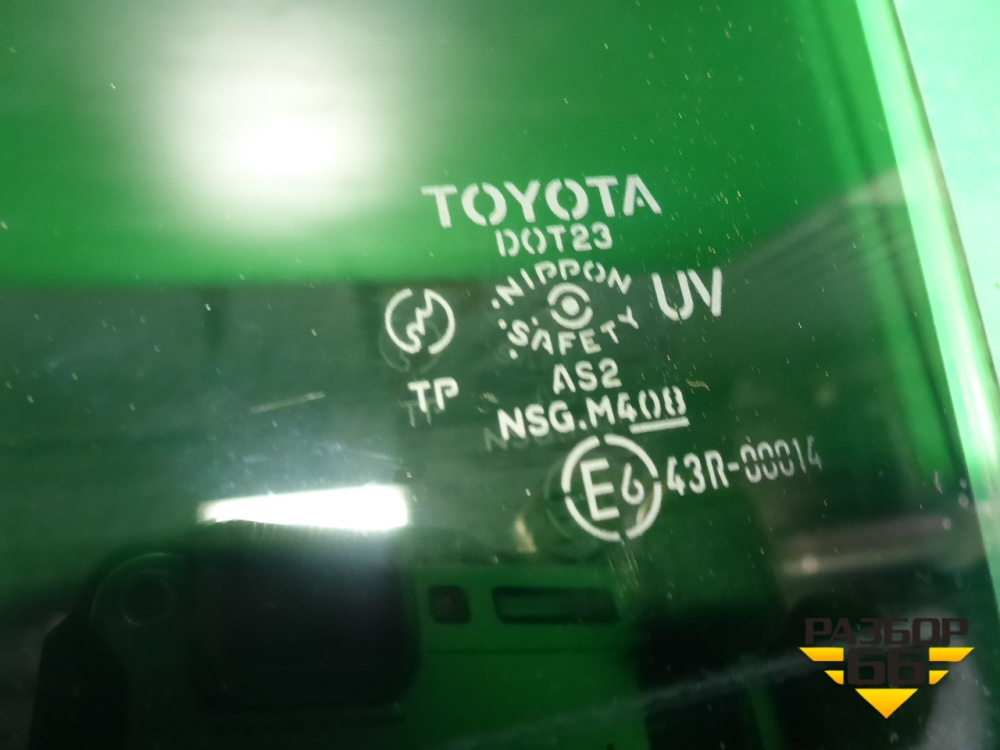 TOYOTA
DOT23
NIPPON
SAFETY
UV
TP
AS2
NSG.M408
E6 43R-00014
РАЗБОР
66